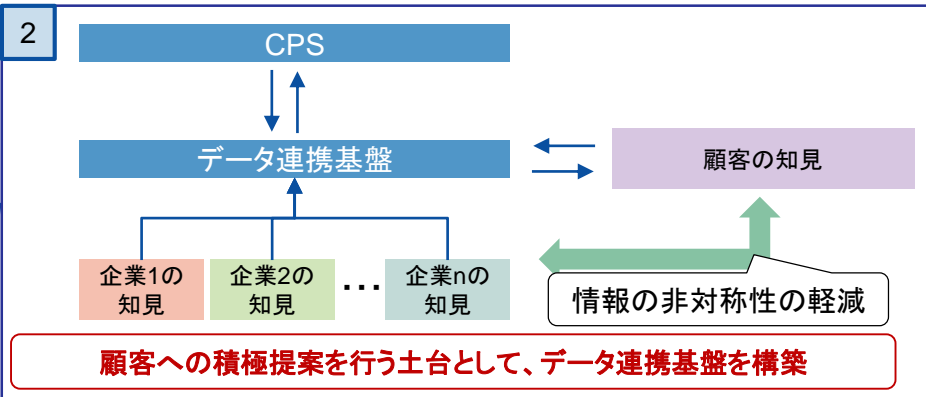 2
CPS
データ連携基盤
顧客の知見
企業1の
知見
企業2の
知見
…
企業nの
知見
情報の非対称性の軽減
顧客への積極提案を行う土台として、データ連携基盤を構築